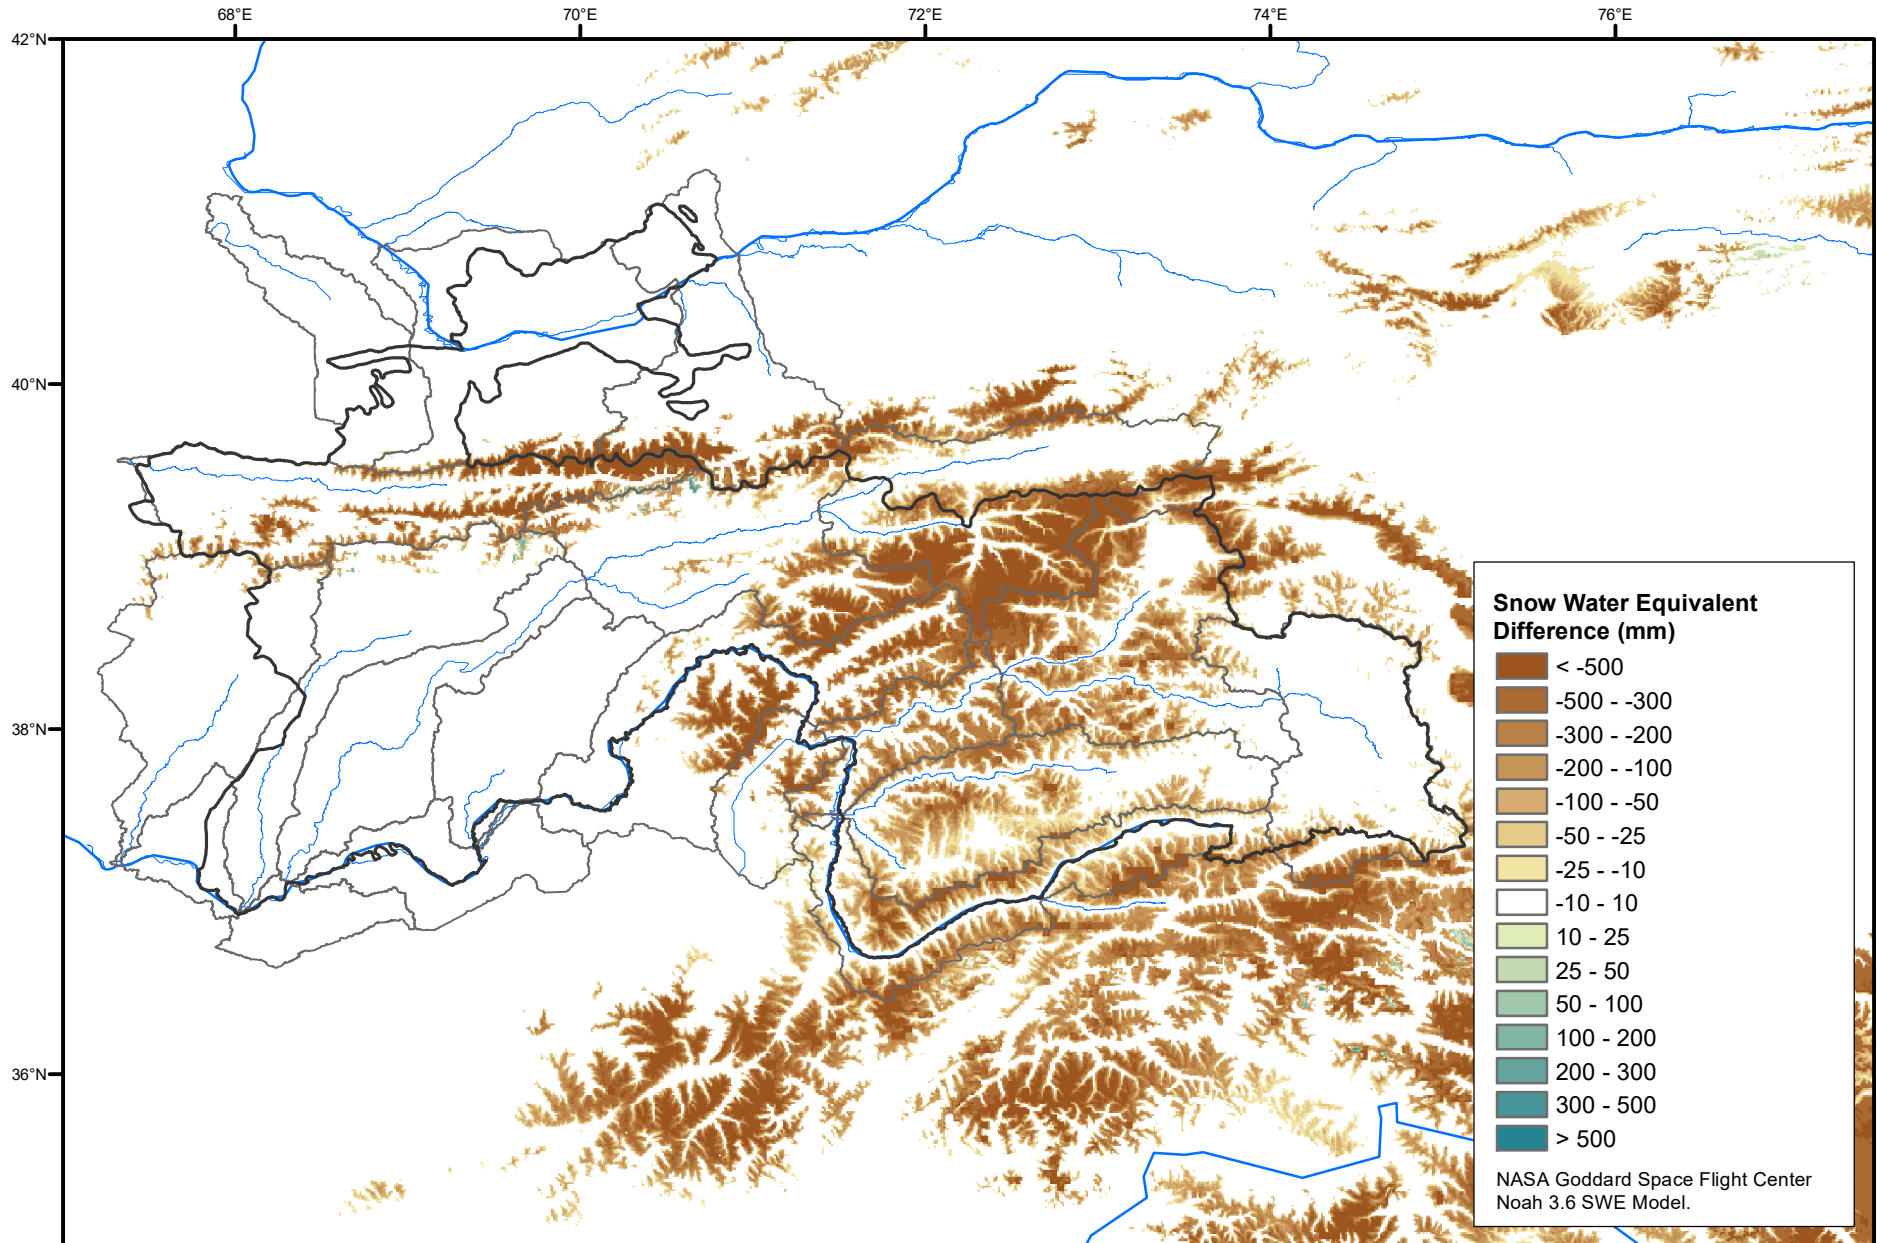 68°E
70°E
72°E
74°E
76°E
42°N
40°N
38°N
36°N
Snow Water Equivalent
Difference (mm)
< -500
-500 - -300
-300 - -200
-200 - -100
-100 - -50
-50 - -25
-25 - -10
-10 - 10
10 - 25
25 - 50
50 - 100
100 - 200
200 - 300
300 - 500
> 500
NASA Goddard Space Flight Center
Noah 3.6 SWE Model.